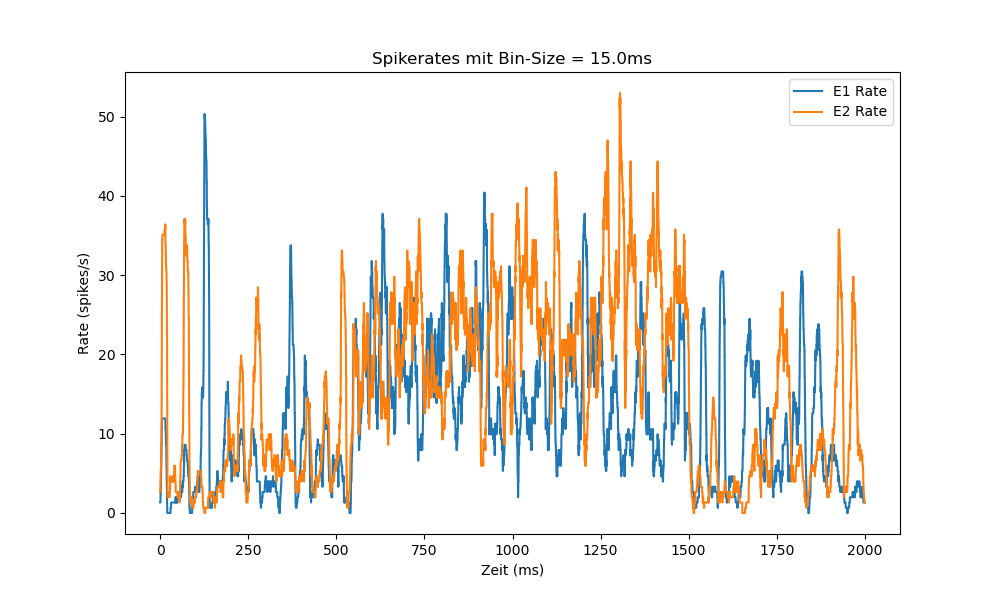 Spikerates mit Bin-Size = 15.0ms
E1 Rate
E2 Rate
Rate (spikes/s)
50
40
30
20
10
0
0 250 500 750 1000 1250 1500 1750 2000
Zeit (ms)